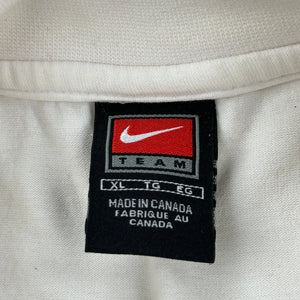 TEAM
XL TG EG
MADE IN CANADA
FABRIQUE AU
CANADA